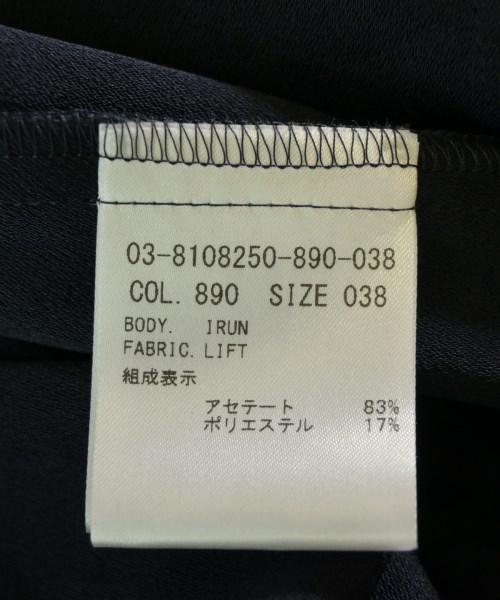 03-8108250-890-038
COL. 890 SIZE 038
BODY. IRUN
FABRIC. LIFT
組成表示
アセテート 83%
ポリエステル 17%